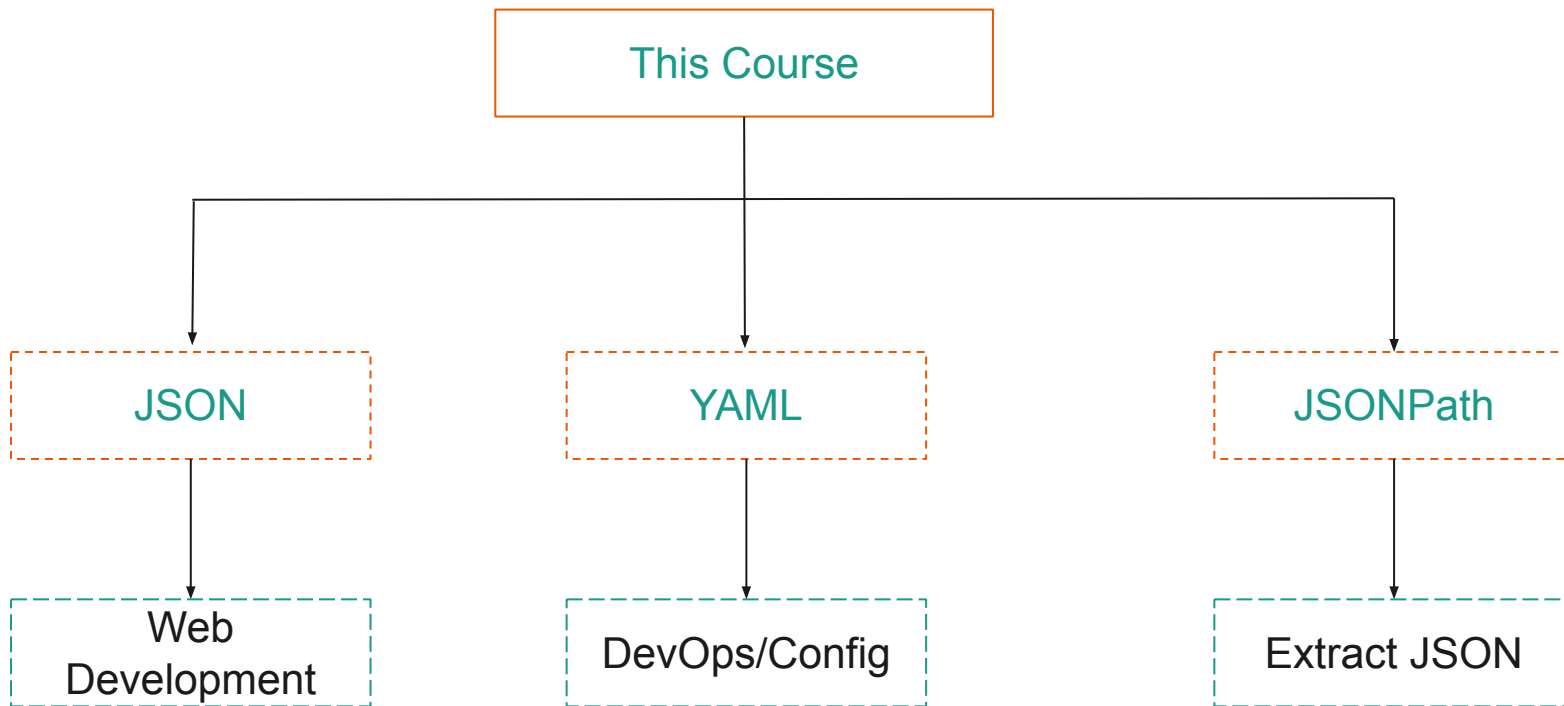 This Course
JSON
YAML
JSONPath
Web
Development
DevOps/Config
Extract JSON